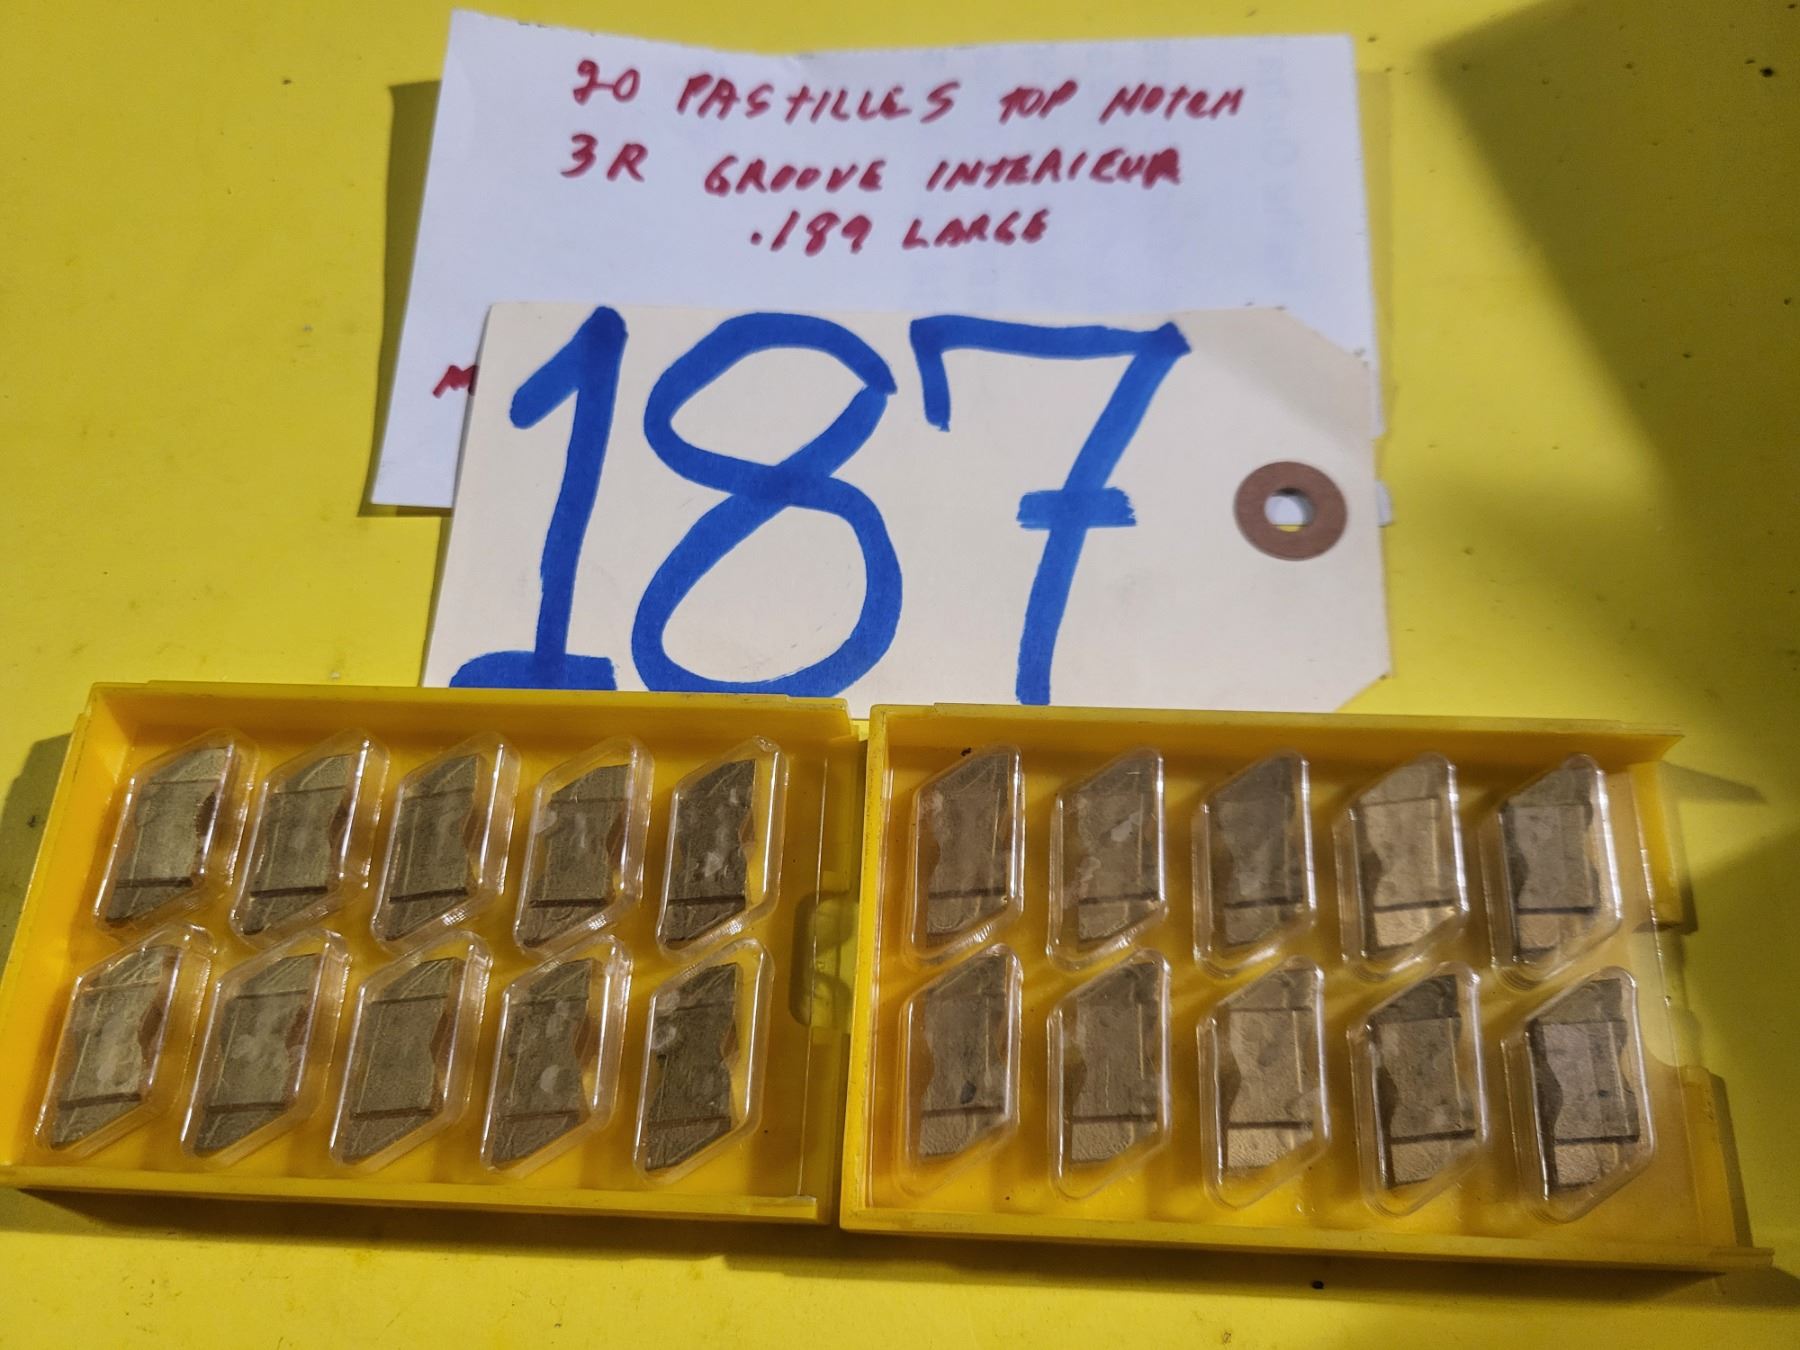 20 PASTILLES TOP NOTCH
3R GROOVE INTERIEUR
.189 LARGE
187